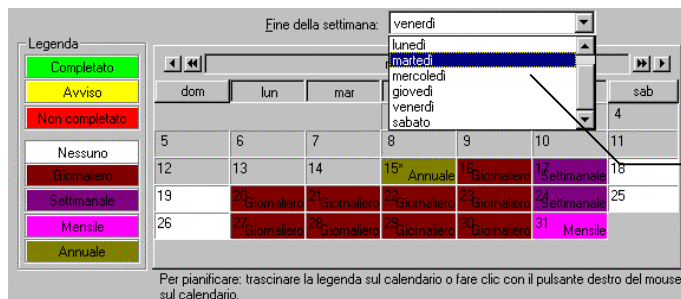 Fine della settimana: venerdì
Legenda
lunedì
martedì
mercoledì
giovedì
venerdì
sabato
Completato
Avviso
Non completato
Nessuno
Giornaliero
Settimanale
Mensile
Annuale
dom lun mar sab
4
5 6 7 8 9 10 11
12 13 14 15* Annuale 16 Giornaliero 17 Settimanale 18
19 20 Giornaliero 21 Giornaliero 22 Giornaliero 23 Giornaliero 24 Settimanale 25
26 27 Giornaliero 28 Giornaliero 29 Giornaliero 30 Giornaliero 31 Mensile
Per pianificare: trascinare la legenda sul calendario o fare clic con il pulsante destro del mouse
sul calendario.